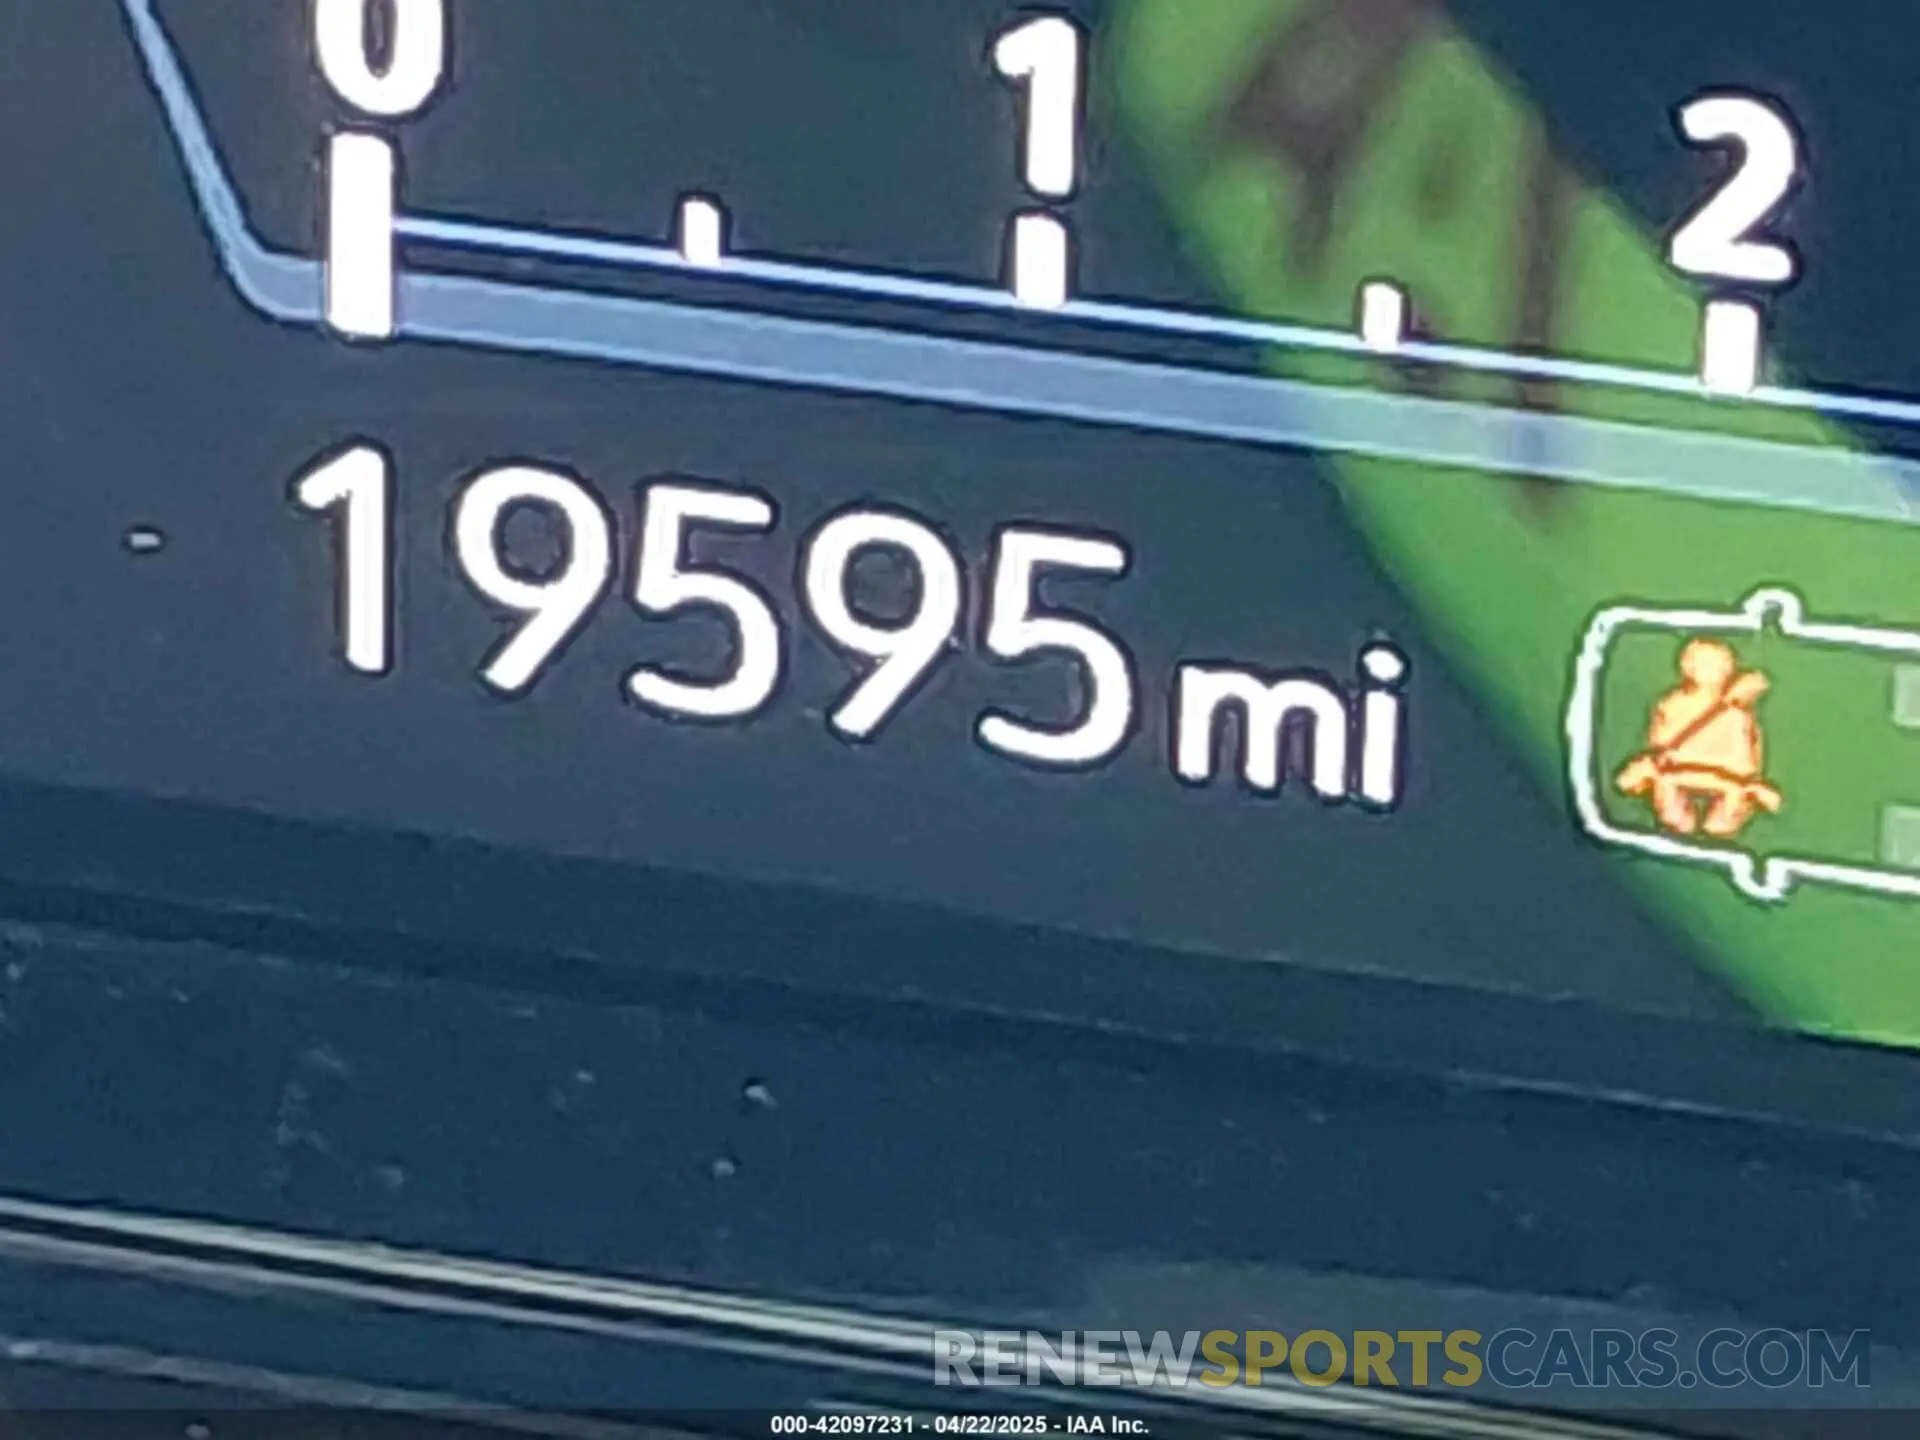 0 1 2
19595 mi
RENEWSPORTSCARS.COM
000-42097231 - 04/22/2025 - IAA Inc.